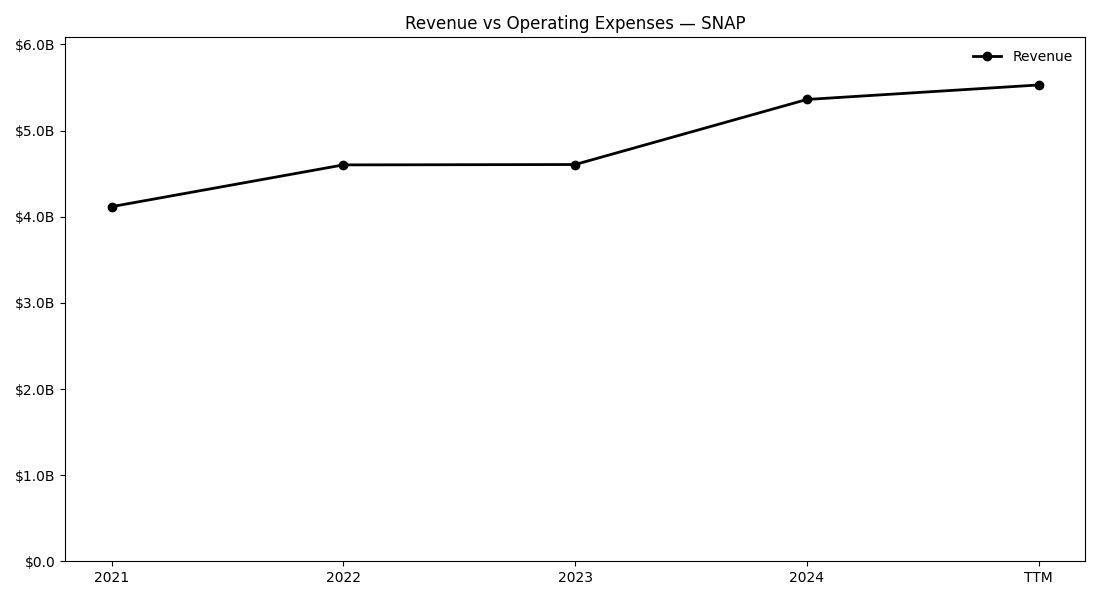 Revenue vs Operating Expenses — SNAP
$6.0B
Revenue
$5.0B
$4.0B
$3.0B
$2.0B
$1.0B
$0.0
2021 2022 2023 2024 TTM